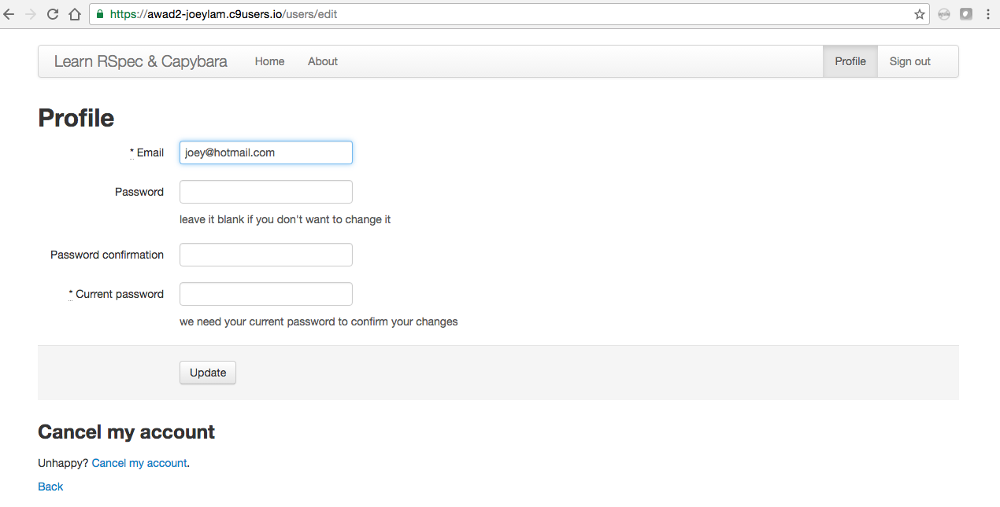 https://awad2-joeylam.c9users.io/users/edit
Learn RSpec & Capybara Home About Profile Sign out
Profile
* Email joey@hotmail.com
Password
leave it blank if you don't want to change it
Password confirmation
* Current password
we need your current password to confirm your changes
Update
Cancel my account
Unhappy? Cancel my account.
Back